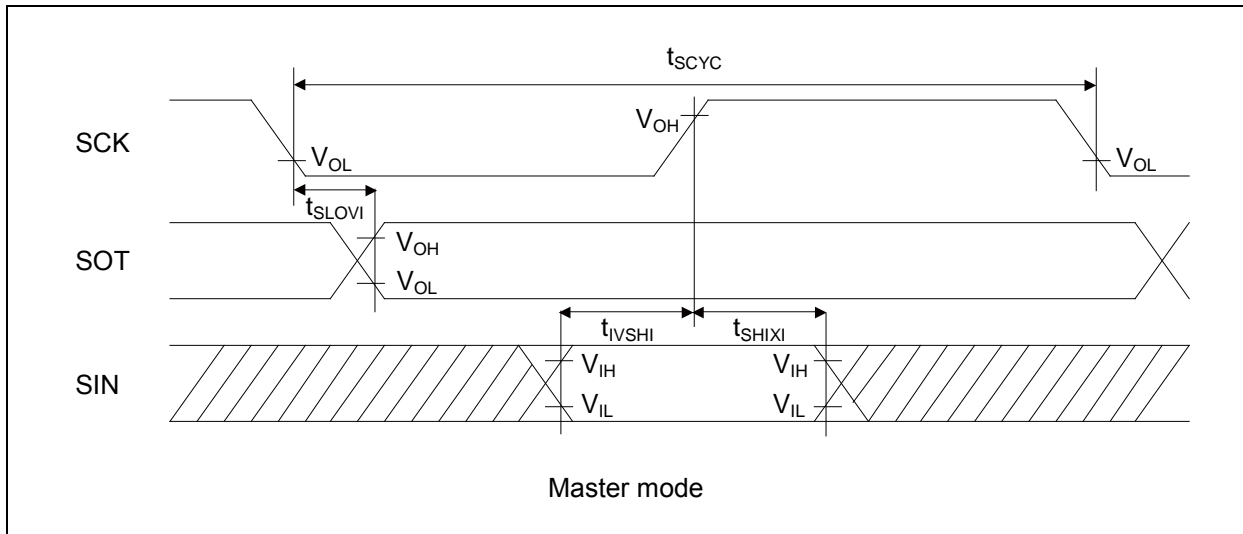 tSCYC
SCK
VOH
VOL
VOL
tSLOVI
SOT
VOH
VOL
tIVSHI
tSHIXI
SIN
VIH
VIH
VIL
VIL
Master mode